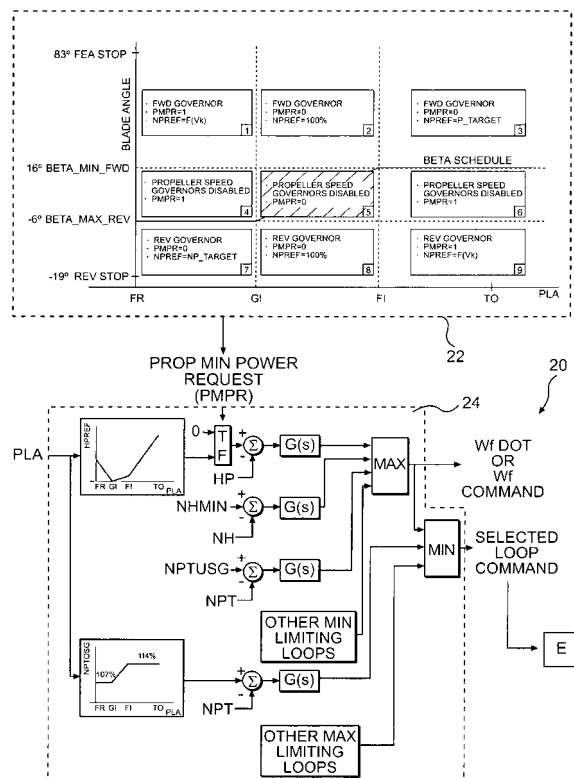 83° FEA STOP
BLADE ANGLE
· FWD GOVERNOR
· PMPR=1
· NPREF=F(Vk)
1
· FWD GOVERNOR
· PMPR=0
· NPREF=100%
2
· FWD GOVERNOR
· PMPR=0
· NPREF=P_TARGET
3
16° BETA_MIN_FWD
BETA SCHEDULE
· PROPELLER SPEED
GOVERNORS DISABLED
· PMPR=1
4
· PROPELLER SPEED
GOVERNORS DISABLED
· PMPR=0
5
· PROPELLER SPEED
GOVERNORS DISABLED
· PMPR=1
6
-6° BETA_MAX_REV
· REV GOVERNOR
· PMPR=0
· NPREF=NP_TARGET
7
· REV GOVERNOR
· PMPR=0
· NPREF=100%
8
· REV GOVERNOR
· PMPR=1
· NPREF=F(Vk)
9
-19° REV STOP
FR GI FI TO PLA
22
PROP MIN POWER
REQUEST
(PMPR)
20
24
PLA
HPREF
FR GI FI TO PLA
0
T
F
+
-
Σ
HP
G(s)
MAX
Wf DOT
OR
Wf
COMMAND
NHMIN
+
-
Σ
NH
G(s)
MIN
SELECTED
LOOP
COMMAND
NPTUSG
+
-
Σ
NPT
G(s)
OTHER MIN
LIMITING
LOOPS
E
NPTOSG
107%
114%
FR GI FI TO PLA
+
-
Σ
NPT
G(s)
OTHER MAX
LIMITING
LOOPS